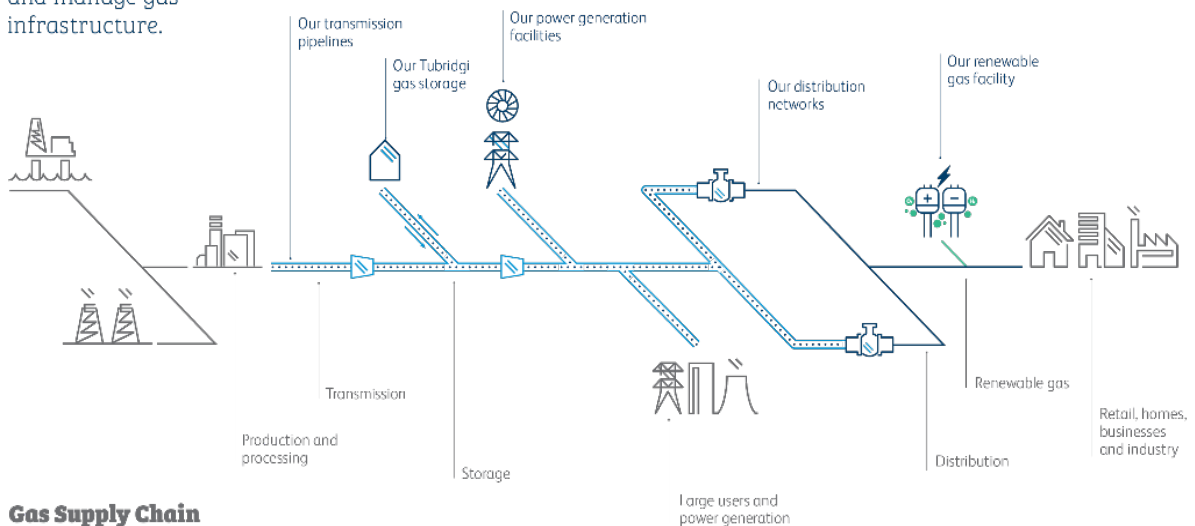 and manage gas
infrastructure.
Our transmission
pipelines
Our Tubridgi
gas storage
Our power generation
facilities
Our distribution
networks
Our renewable
gas facility
Transmission
Production and
processing
Storage
Large users and
power generation
Distribution
Renewable gas
Retail, homes,
businesses
and industry
Gas Supply Chain